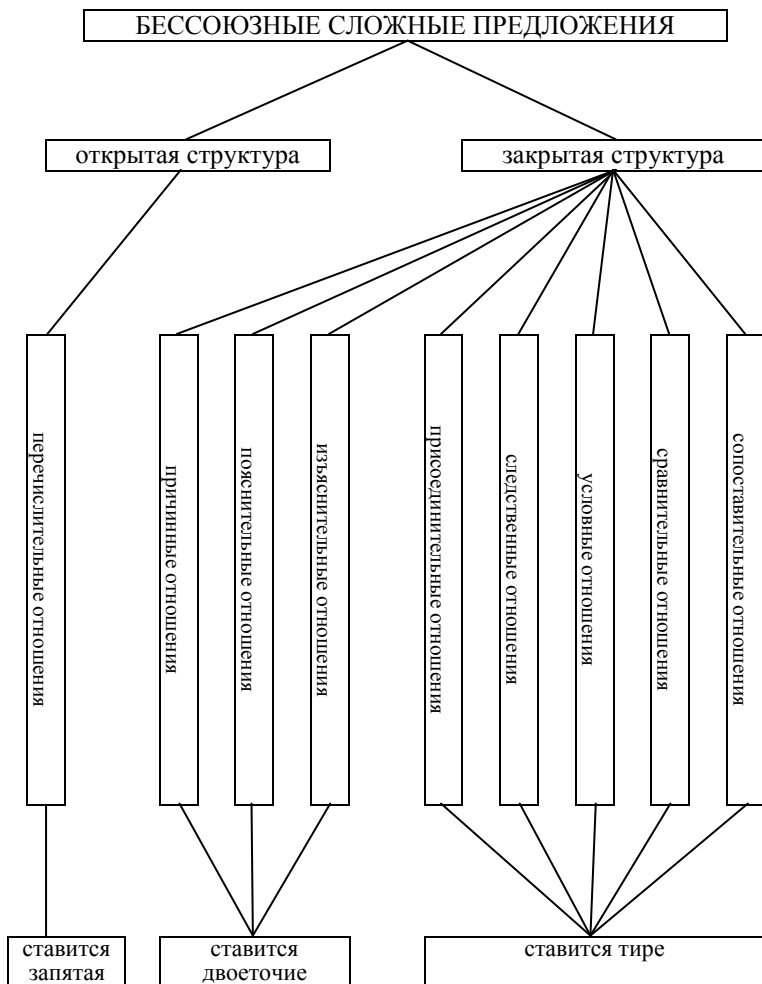 БЕССОЮЗНЫЕ СЛОЖНЫЕ ПРЕДЛОЖЕНИЯ
открытая структура
закрытая структура
перечислительные отношения
причинные отношения
пояснительные отношения
изъяснительные отношения
присоединительные отношения
следственные отношения
условные отношения
сравнительные отношения
сопоставительные отношения
ставится
запятая
ставится
двоеточие
ставится тире